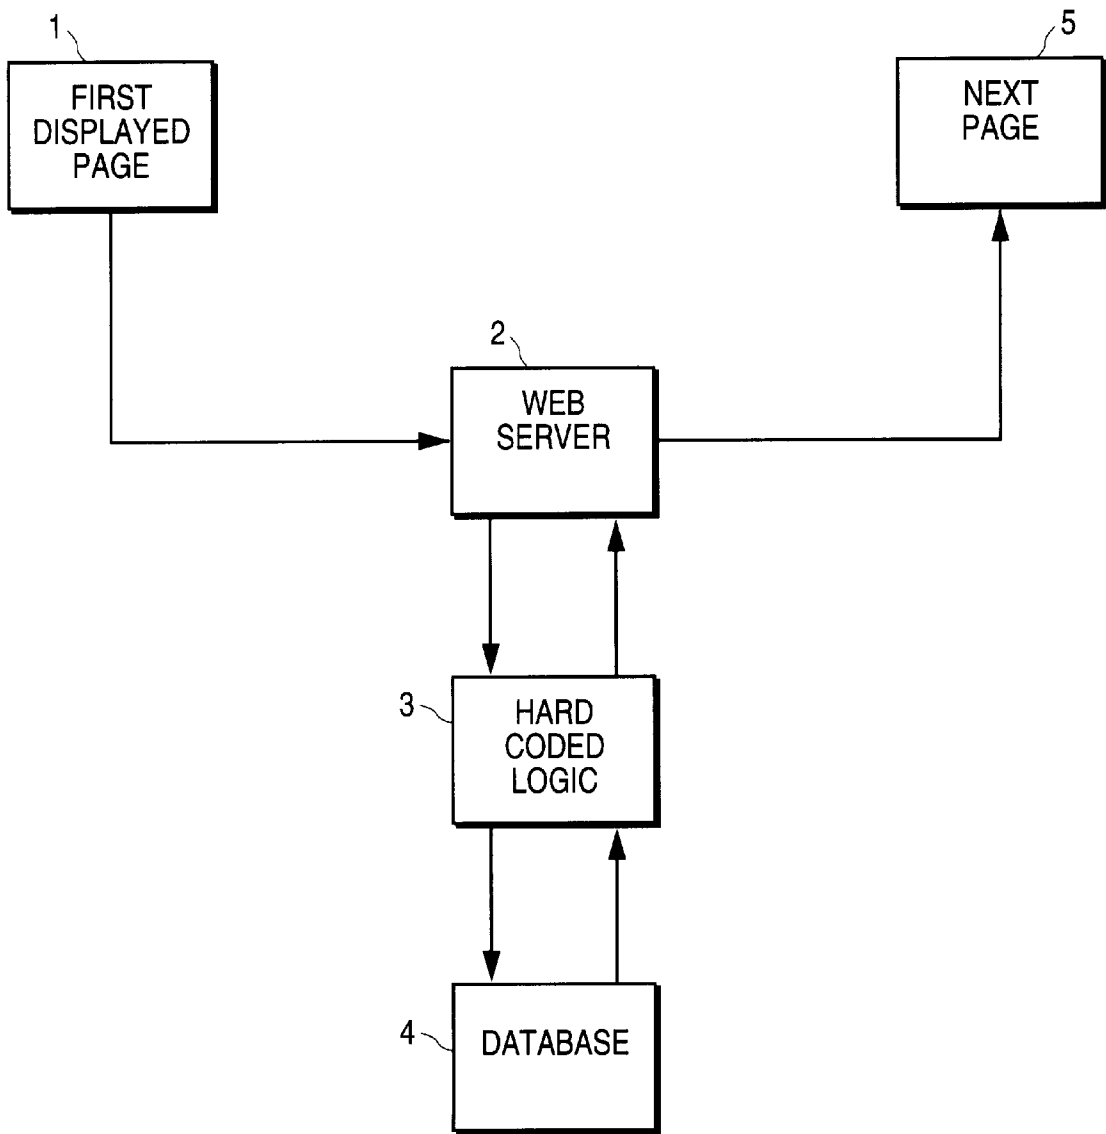 1
FIRST
DISPLAYED
PAGE
5
NEXT
PAGE
2
WEB
SERVER
3
HARD
CODED
LOGIC
4
DATABASE